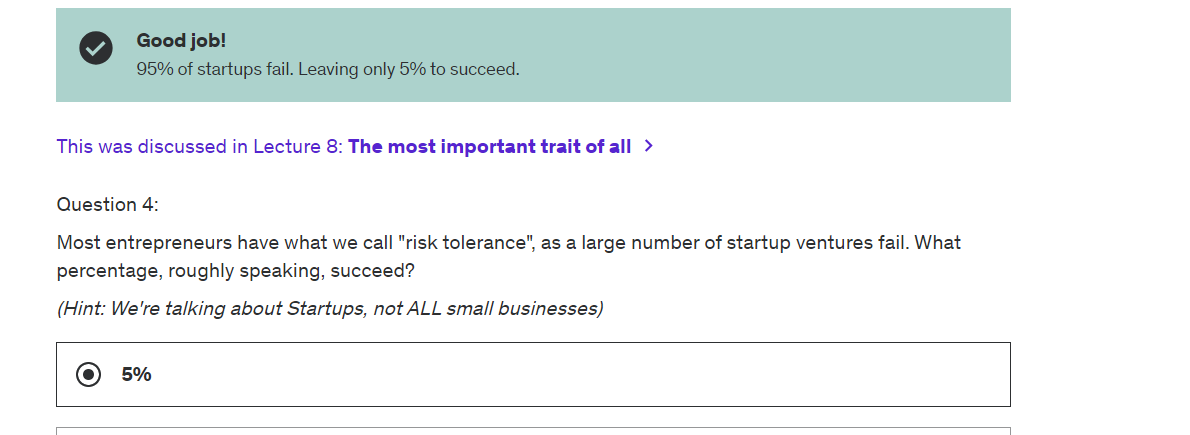 Good job!
95% of startups fail. Leaving only 5% to succeed.
This was discussed in Lecture 8: The most important trait of all >
Question 4:
Most entrepreneurs have what we call "risk tolerance", as a large number of startup ventures fail. What
percentage, roughly speaking, succeed?
(Hint: We're talking about Startups, not ALL small businesses)
5%